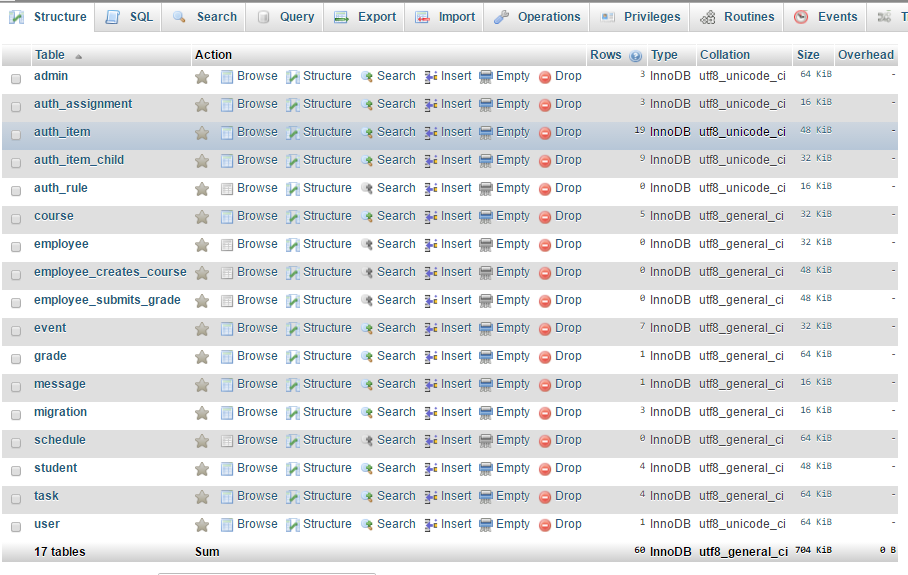 Structure SQL Search Query Export Import Operations Privileges Routines Events T
Table Action Rows Type Collation Size Overhead
admin Browse Structure Search Insert Empty Drop 3 InnoDB utf8_unicode_ci 64 KiB -
auth_assignment Browse Structure Search Insert Empty Drop 3 InnoDB utf8_unicode_ci 16 KiB -
auth_item Browse Structure Search Insert Empty Drop 19 InnoDB utf8_unicode_ci 48 KiB -
auth_item_child Browse Structure Search Insert Empty Drop 9 InnoDB utf8_unicode_ci 32 KiB -
auth_rule Browse Structure Search Insert Empty Drop 0 InnoDB utf8_unicode_ci 16 KiB -
course Browse Structure Search Insert Empty Drop 5 InnoDB utf8_general_ci 32 KiB -
employee Browse Structure Search Insert Empty Drop 0 InnoDB utf8_general_ci 32 KiB -
employee_creates_course Browse Structure Search Insert Empty Drop 0 InnoDB utf8_general_ci 48 KiB -
employee_submits_grade Browse Structure Search Insert Empty Drop 0 InnoDB utf8_general_ci 48 KiB -
event Browse Structure Search Insert Empty Drop 7 InnoDB utf8_general_ci 32 KiB -
grade Browse Structure Search Insert Empty Drop 1 InnoDB utf8_general_ci 64 KiB -
message Browse Structure Search Insert Empty Drop 1 InnoDB utf8_general_ci 16 KiB -
migration Browse Structure Search Insert Empty Drop 3 InnoDB utf8_general_ci 16 KiB -
schedule Browse Structure Search Insert Empty Drop 0 InnoDB utf8_general_ci 64 KiB -
student Browse Structure Search Insert Empty Drop 4 InnoDB utf8_general_ci 48 KiB -
task Browse Structure Search Insert Empty Drop 4 InnoDB utf8_general_ci 64 KiB -
user Browse Structure Search Insert Empty Drop 1 InnoDB utf8_unicode_ci 64 KiB -
17 tables Sum 60 InnoDB utf8_general_ci 704 KiB 0 B